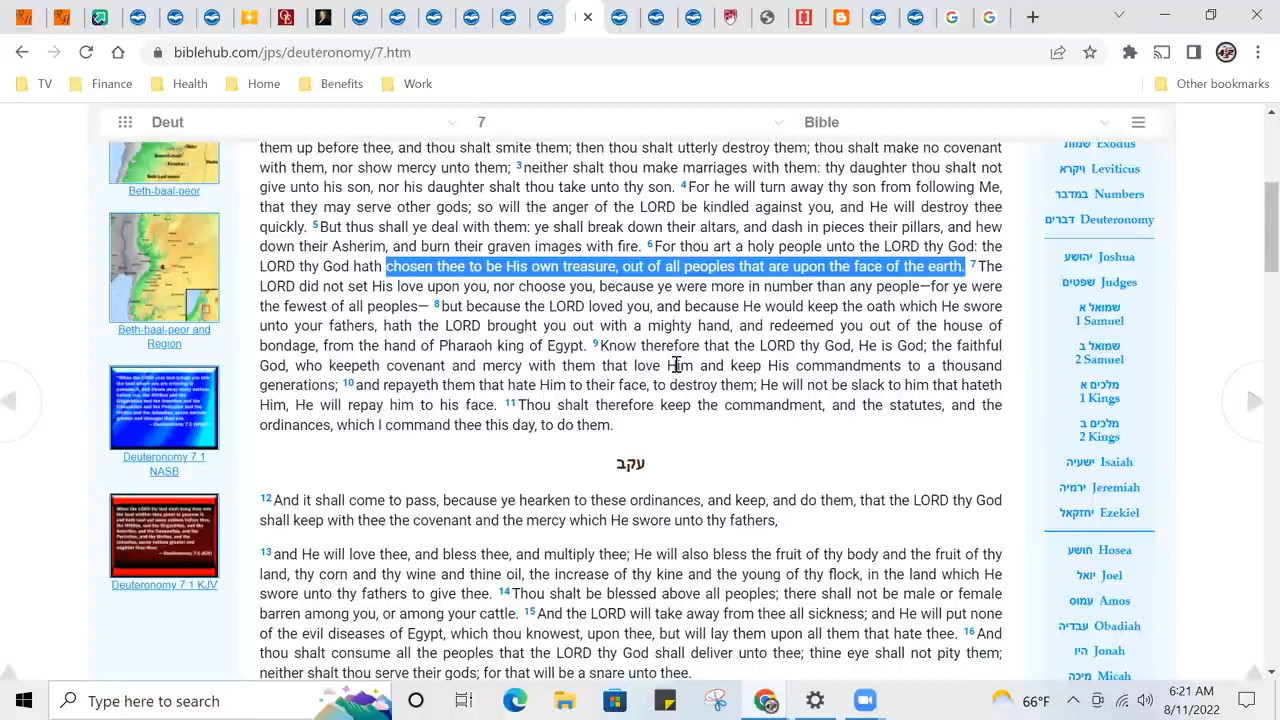 biblehub.com/jps/deuteronomy/7.htm
TV Finance Health Home Benefits Work Other bookmarks
Deut 7 Bible
them up before thee, and thou shalt smite them; then thou shalt utterly destroy them; thou shalt make no covenant
with them, nor show mercy unto them; 3 neither shalt thou make marriages with them: thy daughter thou shalt not
give unto his son, nor his daughter shalt thou take unto thy son. 4 For he will turn away thy son from following Me,
that they may serve other gods; so will the anger of the LORD be kindled against you, and He will destroy thee
quickly. 5 But thus shall ye deal with them: ye shall break down their altars, and dash in pieces their pillars, and hew
down their Asherim, and burn their graven images with fire. 6 For thou art a holy people unto the LORD thy God: the
LORD thy God hath chosen thee to be His own treasure, out of all peoples that are upon the face of the earth. 7 The
LORD did not set His love upon you, nor choose you, because ye were more in number than any people—for ye were
the fewest of all peoples— 8 but because the LORD loved you, and because He would keep the oath which He swore
unto your fathers, hath the LORD brought you out with a mighty hand, and redeemed you out of the house of
bondage, from the hand of Pharaoh king of Egypt. 9 Know therefore that the LORD thy God, He is God; the faithful
God, who keepeth covenant and mercy with them that love Him and keep His commandments to a thousand
generations; 10 and repayeth them that hate Him to their face, to destroy them; He will not be slack to him that hateth
Him, He will repay him to his face. 11 Thou shalt therefore keep the commandment, and the statutes, and the
ordinances, which I command thee this day, to do them.
עקב
12 And it shall come to pass, because ye hearken to these ordinances, and keep, and do them, that the LORD thy God
shall keep with thee the covenant and the mercy which He swore unto thy fathers,
13 and He will love thee, and bless thee, and multiply thee; He will also bless the fruit of thy body and the fruit of thy
land, thy corn and thy wine and thine oil, the increase of thy kine and the young of thy flock, in the land which He
swore unto thy fathers to give thee. 14 Thou shalt be blessed above all peoples; there shall not be male or female
barren among you, or among your cattle. 15 And the LORD will take away from thee all sickness; and He will put none
of the evil diseases of Egypt, which thou knowest, upon thee, but will lay them upon all them that hate thee. 16 And
thou shalt consume all the peoples that the LORD thy God shall deliver unto thee; thine eye shall not pity them;
neither shalt thou serve their gods; for that will be a snare unto thee.
Beth-baal-peor
Beth-baal-peor and
Region
Deuteronomy 7:1
NASB
Deuteronomy 7:1 KJV
שמות Exodus
ויקרא Leviticus
במדבר Numbers
דברים Deuteronomy
יהושע Joshua
שפטים Judges
שמואל א
1 Samuel
שמואל ב
2 Samuel
מלכים א
1 Kings
מלכים ב
2 Kings
ישעיה Isaiah
ירמיה Jeremiah
יחזקאל Ezekiel
הושע Hosea
יואל Joel
עמוס Amos
עבדיה Obadiah
יונה Jonah
מיכה Micah
Type here to search
66°F
6:21 AM
8/11/2022